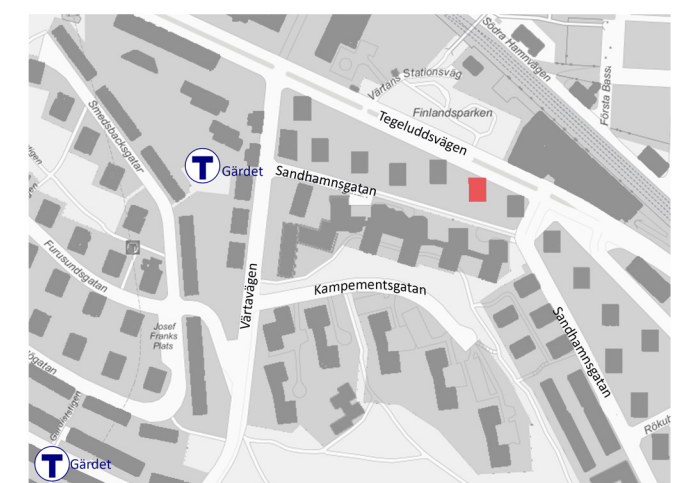 Södra Hamnvägen
Första Bass
Värtans Stationsväg
Finlandsparken
Tegeluddsvägen
Smedsbacksgatan
T Gärdet
Sandhamnsgatan
Furusundsgatan
Värtavägen
Kampementsgatan
Josef
Franks
Plats
Sandhamnsgatan
Gärdetstigen
T Gärdet